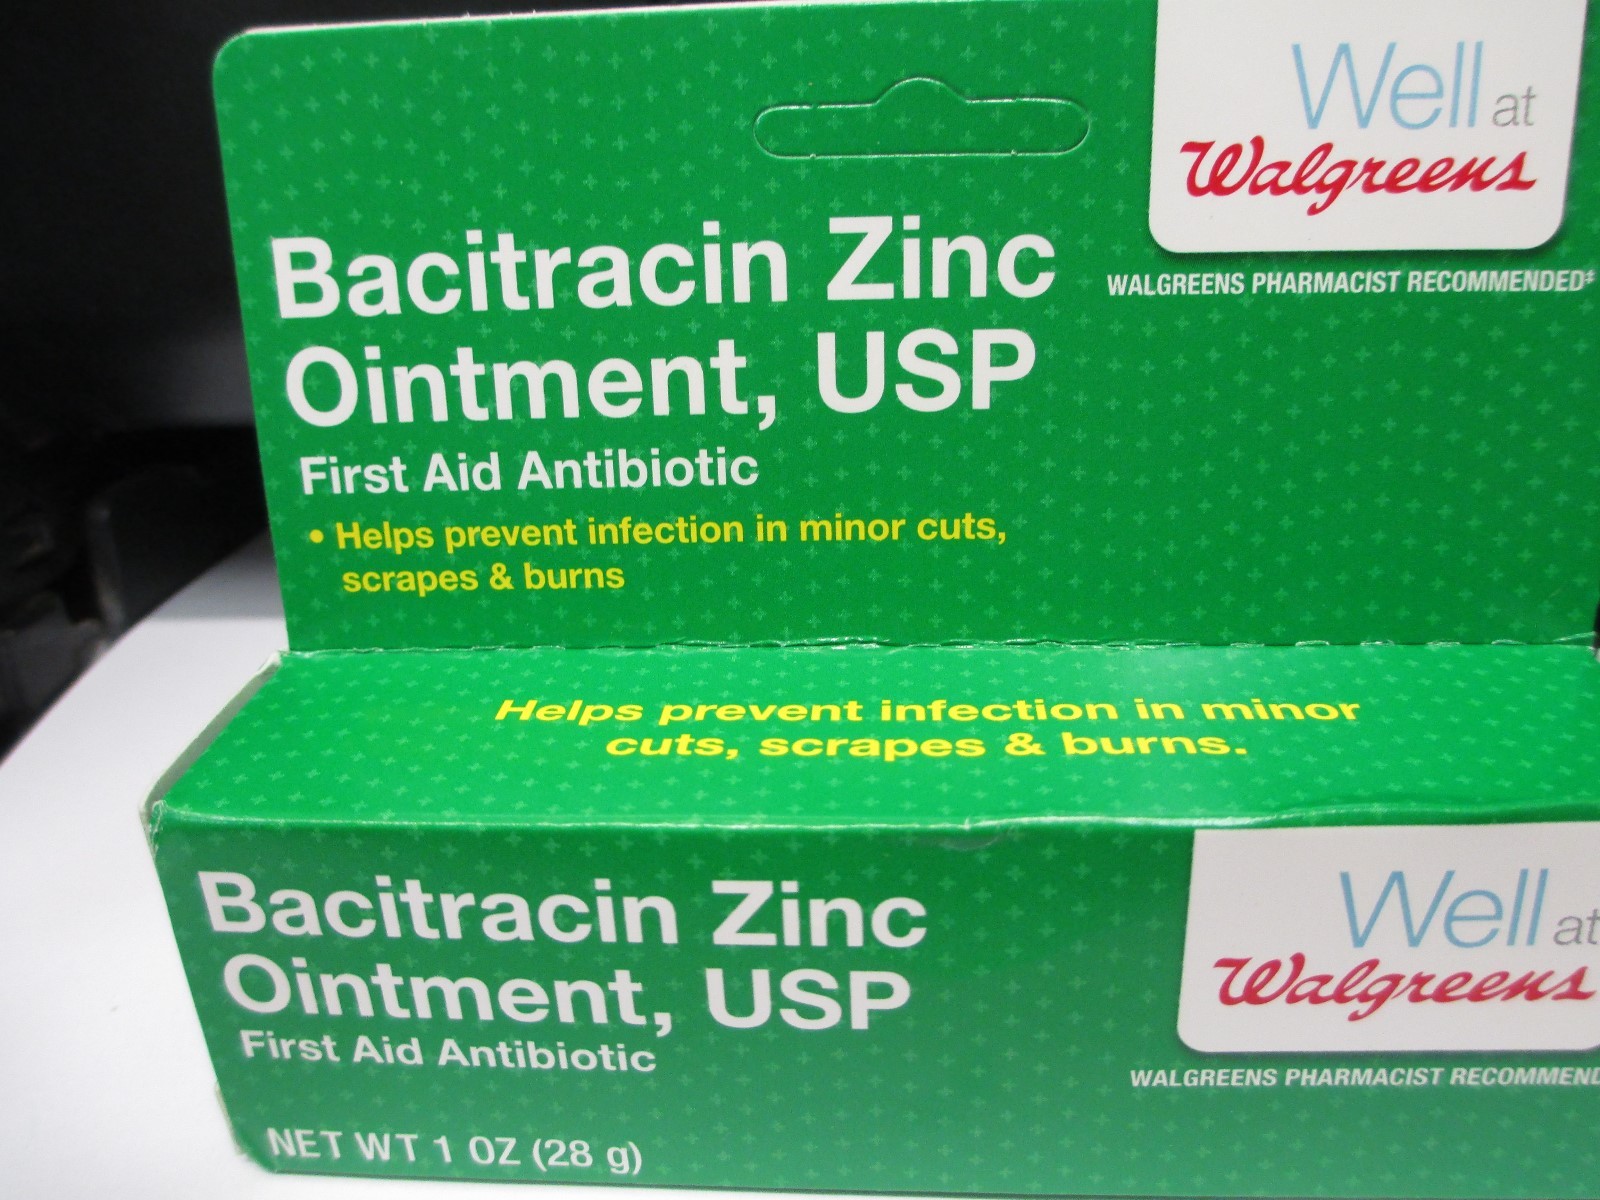 Well at
Walgreens
WALGREENS PHARMACIST RECOMMENDED‡
Bacitracin Zinc
Ointment, USP
First Aid Antibiotic
• Helps prevent infection in minor cuts,
scrapes & burns
Helps prevent infection in minor
cuts, scrapes & burns.
Well at
Walgreens
WALGREENS PHARMACIST RECOMMEND
Bacitracin Zinc
Ointment, USP
First Aid Antibiotic
NET WT 1 OZ (28 g)